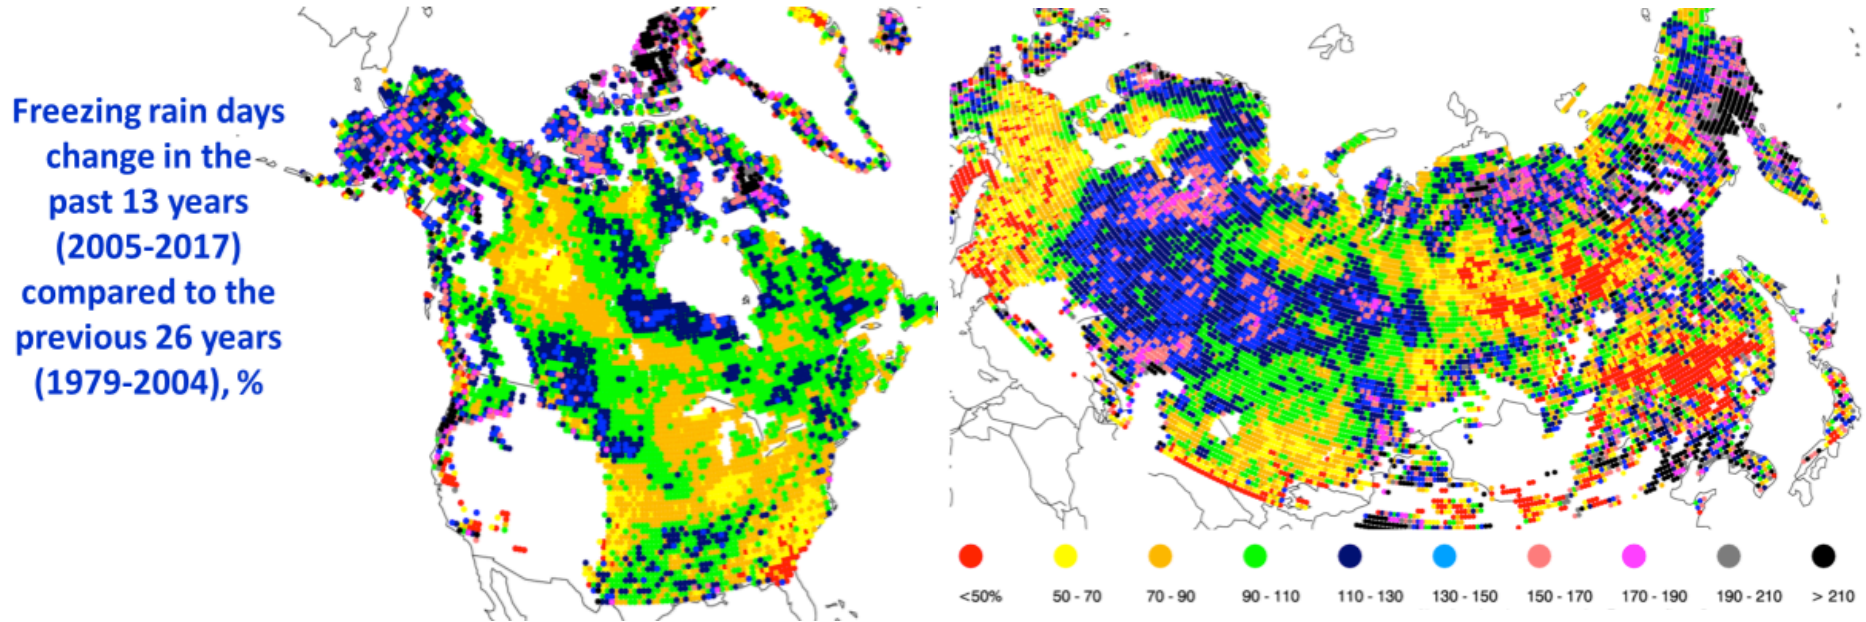 Freezing rain days
change in the
past 13 years
(2005-2017)
compared to the
previous 26 years
(1979-2004), %
<50% 50 - 70 70 - 90 90 - 110 110 - 130 130 - 150 150 - 170 170 - 190 190 - 210 > 210